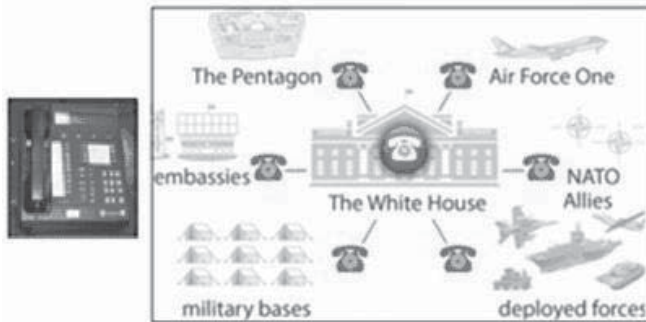 The Pentagon
Air Force One
embassies
The White House
NATO
Allies
military bases
deployed forces